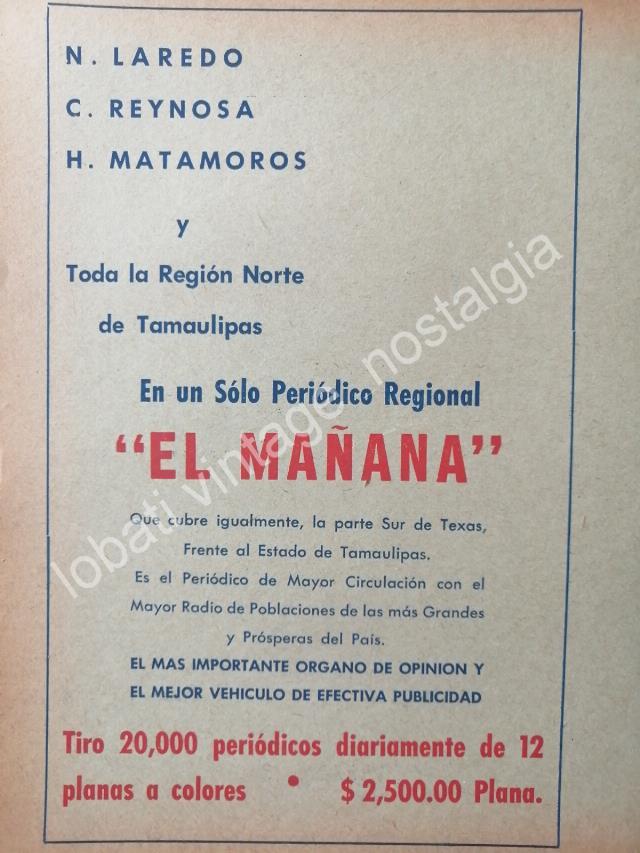 N. LAREDO
C. REYNOSA
H. MATAMOROS
y
Toda la Región Norte
de Tamaulipas
En un Sólo Periódico Regional
"EL MAÑANA"
Que cubre igualmente, la parte Sur de Texas,
Frente al Estado de Tamaulipas.
Es el Periódico de Mayor Circulación con el
Mayor Radio de Poblaciones de las más Grandes
y Prósperas del País.
EL MAS IMPORTANTE ORGANO DE OPINION Y
EL MEJOR VEHICULO DE EFECTIVA PUBLICIDAD
Tiro 20,000 periódicos diariamente de 12
planas a colores • $ 2,500.00 Plana.
lobati vintage nostalgia